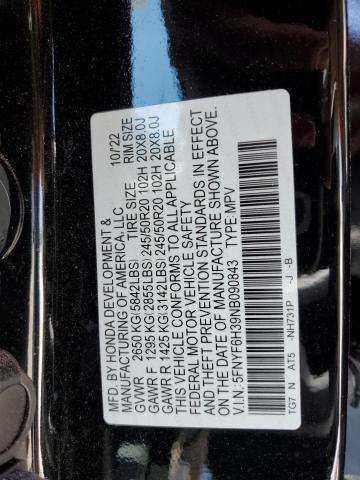 MFD. BY HONDA DEVELOPMENT &
MANUFACTURING OF AMERICA, LLC 10/'22
GVWR 2650 KG(5842LBS) TIRE SIZE RIM SIZE
GAWR F 1295 KG(2855LBS) 245/50R20 102H 20X8.0J
GAWR R 1425 KG(3142LBS) 245/50R20 102H 20X8.0J
THIS VEHICLE CONFORMS TO ALL APPLICABLE
FEDERAL MOTOR VEHICLE SAFETY
AND THEFT PREVENTION STANDARDS IN EFFECT
ON THE DATE OF MANUFACTURE SHOWN ABOVE.
V.I.N: 5FNYF6H39NB090843 TYPE: MPV
TG7 N AT5 -NH731P -J -B